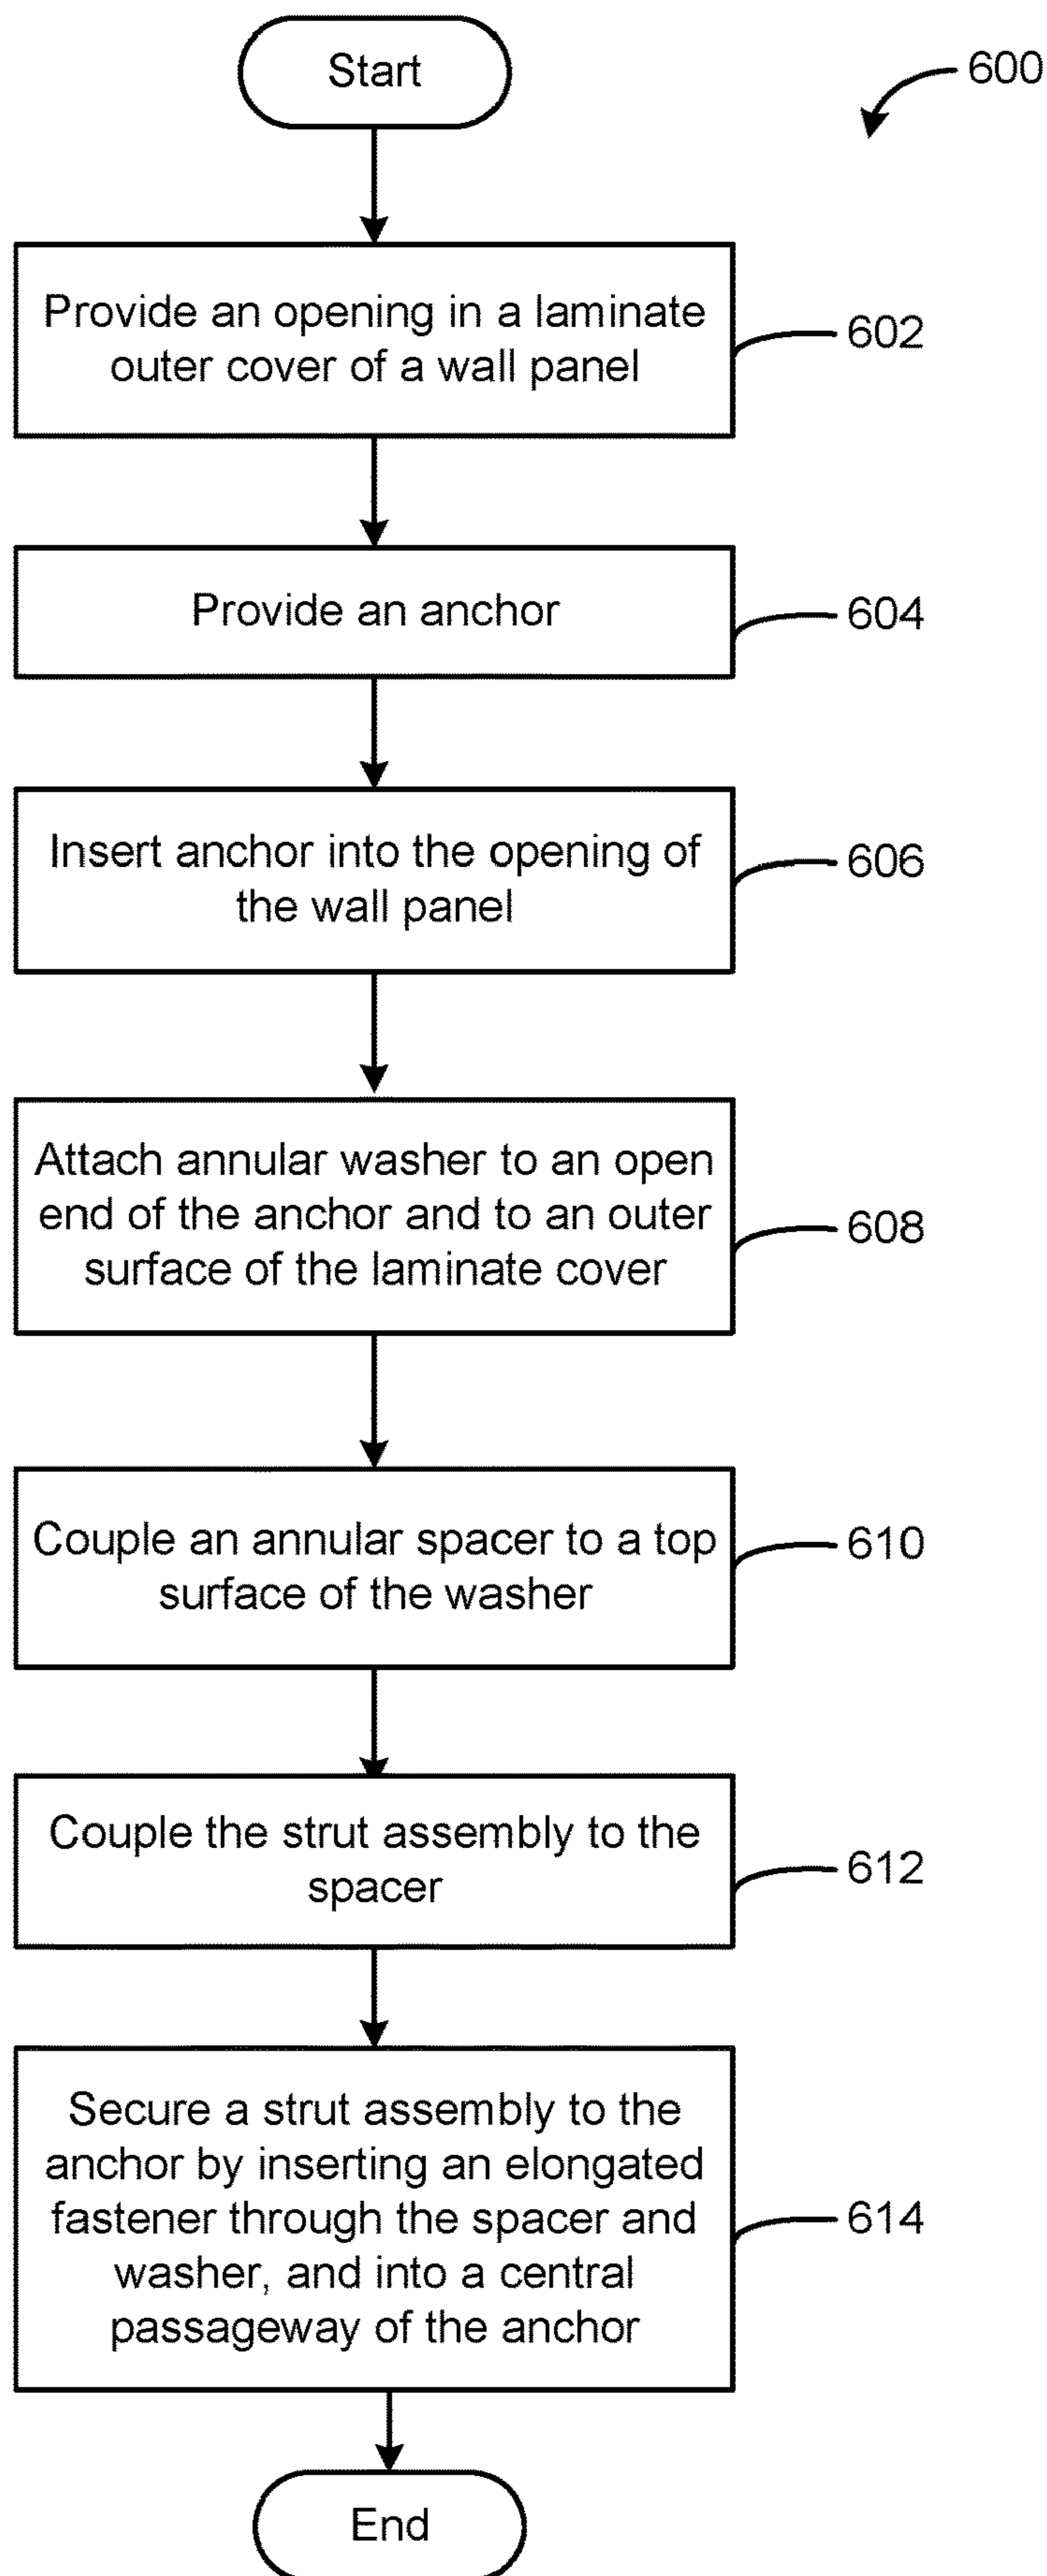 Start
600
Provide an opening in a laminate
outer cover of a wall panel
602
Provide an anchor
604
Insert anchor into the opening of
the wall panel
606
Attach annular washer to an open
end of the anchor and to an outer
surface of the laminate cover
608
Couple an annular spacer to a top
surface of the washer
610
Couple the strut assembly to the
spacer
612
Secure a strut assembly to the
anchor by inserting an elongated
fastener through the spacer and
washer, and into a central
passageway of the anchor
614
End